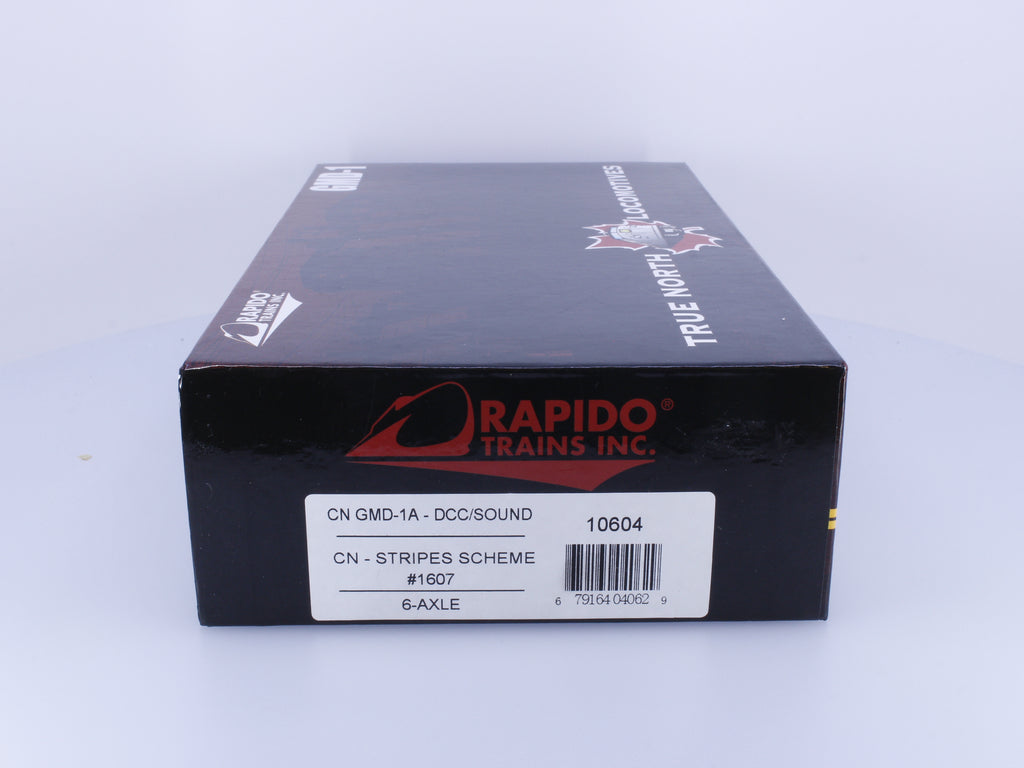 GMD-1
RAPIDO
TRAINS INC.
TRUE NORTH LOCOMOTIVES
RAPIDO®
TRAINS INC.
CN GMD-1A - DCC/SOUND
CN - STRIPES SCHEME
#1607
6-AXLE
10604
6 79164 04062 9